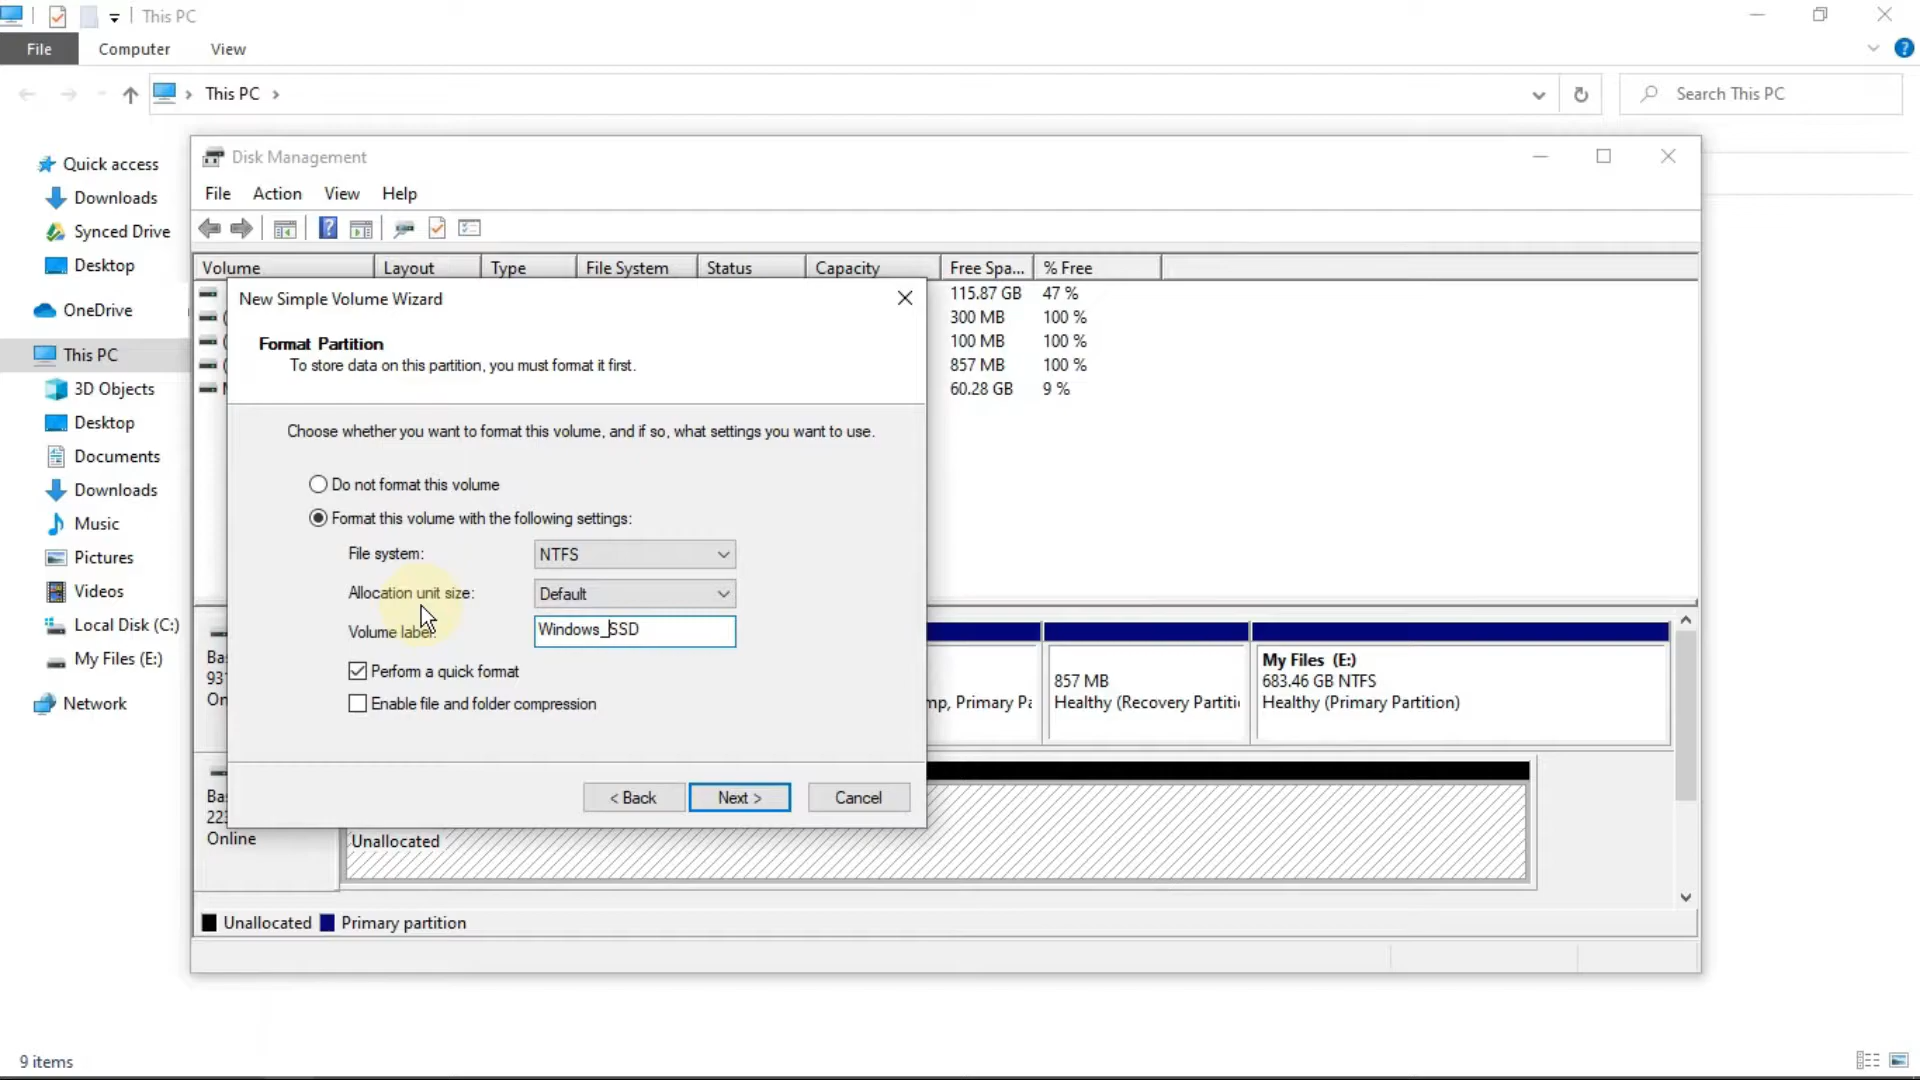 This PC
File
Computer
View
This PC
Search This PC
Quick access
Downloads
Synced Drive
Desktop
OneDrive
This PC
3D Objects
Desktop
Documents
Downloads
Music
Pictures
Videos
Local Disk (C:)
My Files (E:)
Network
Disk Management
File Action View Help
Volume Layout Type File System Status Capacity Free Spa... % Free
115.87 GB 47 %
300 MB 100 %
100 MB 100 %
857 MB 100 %
60.28 GB 9 %
New Simple Volume Wizard
Format Partition
To store data on this partition, you must format it first.
Choose whether you want to format this volume, and if so, what settings you want to use.
Do not format this volume
Format this volume with the following settings:
File system: NTFS
Allocation unit size: Default
Volume label: Windows_SSD
Perform a quick format
Enable file and folder compression
< Back Next > Cancel
Ba
93
On
mp, Primary Pa
857 MB
Healthy (Recovery Partiti
My Files (E:)
683.46 GB NTFS
Healthy (Primary Partition)
Ba
22
Online
Unallocated
Unallocated Primary partition
9 items